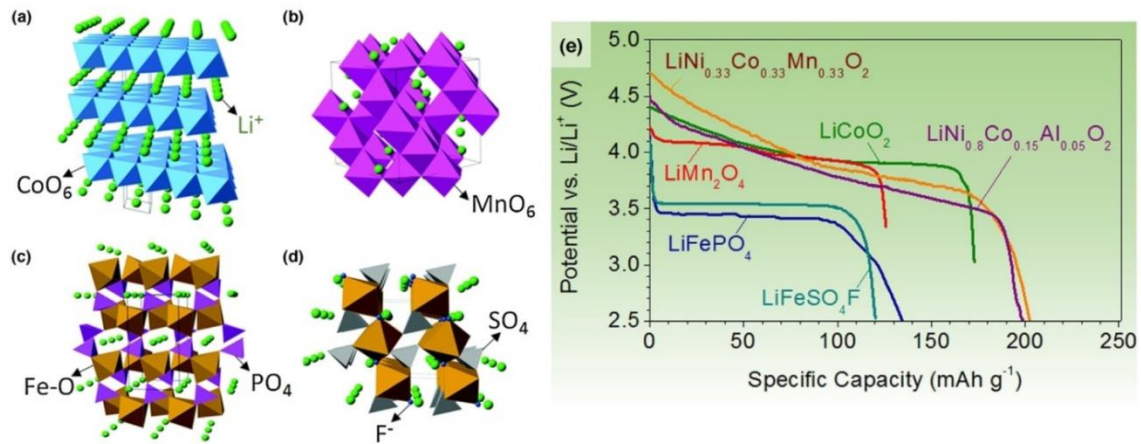 (a)
Li⁺
CoO₆
(b)
MnO₆
(c)
Fe-O
PO₄
(d)
SO₄
F⁻
(e)
Potential vs. Li/Li⁺ (V)
5.0
4.5
4.0
3.5
3.0
2.5
LiNi₀.₃₃Co₀.₃₃Mn₀.₃₃O₂
LiCoO₂
LiNi₀.₈Co₀.₁₅Al₀.₀₅O₂
LiMn₂O₄
LiFePO₄
LiFeSO₄F
0 50 100 150 200 250
Specific Capacity (mAh g⁻¹)